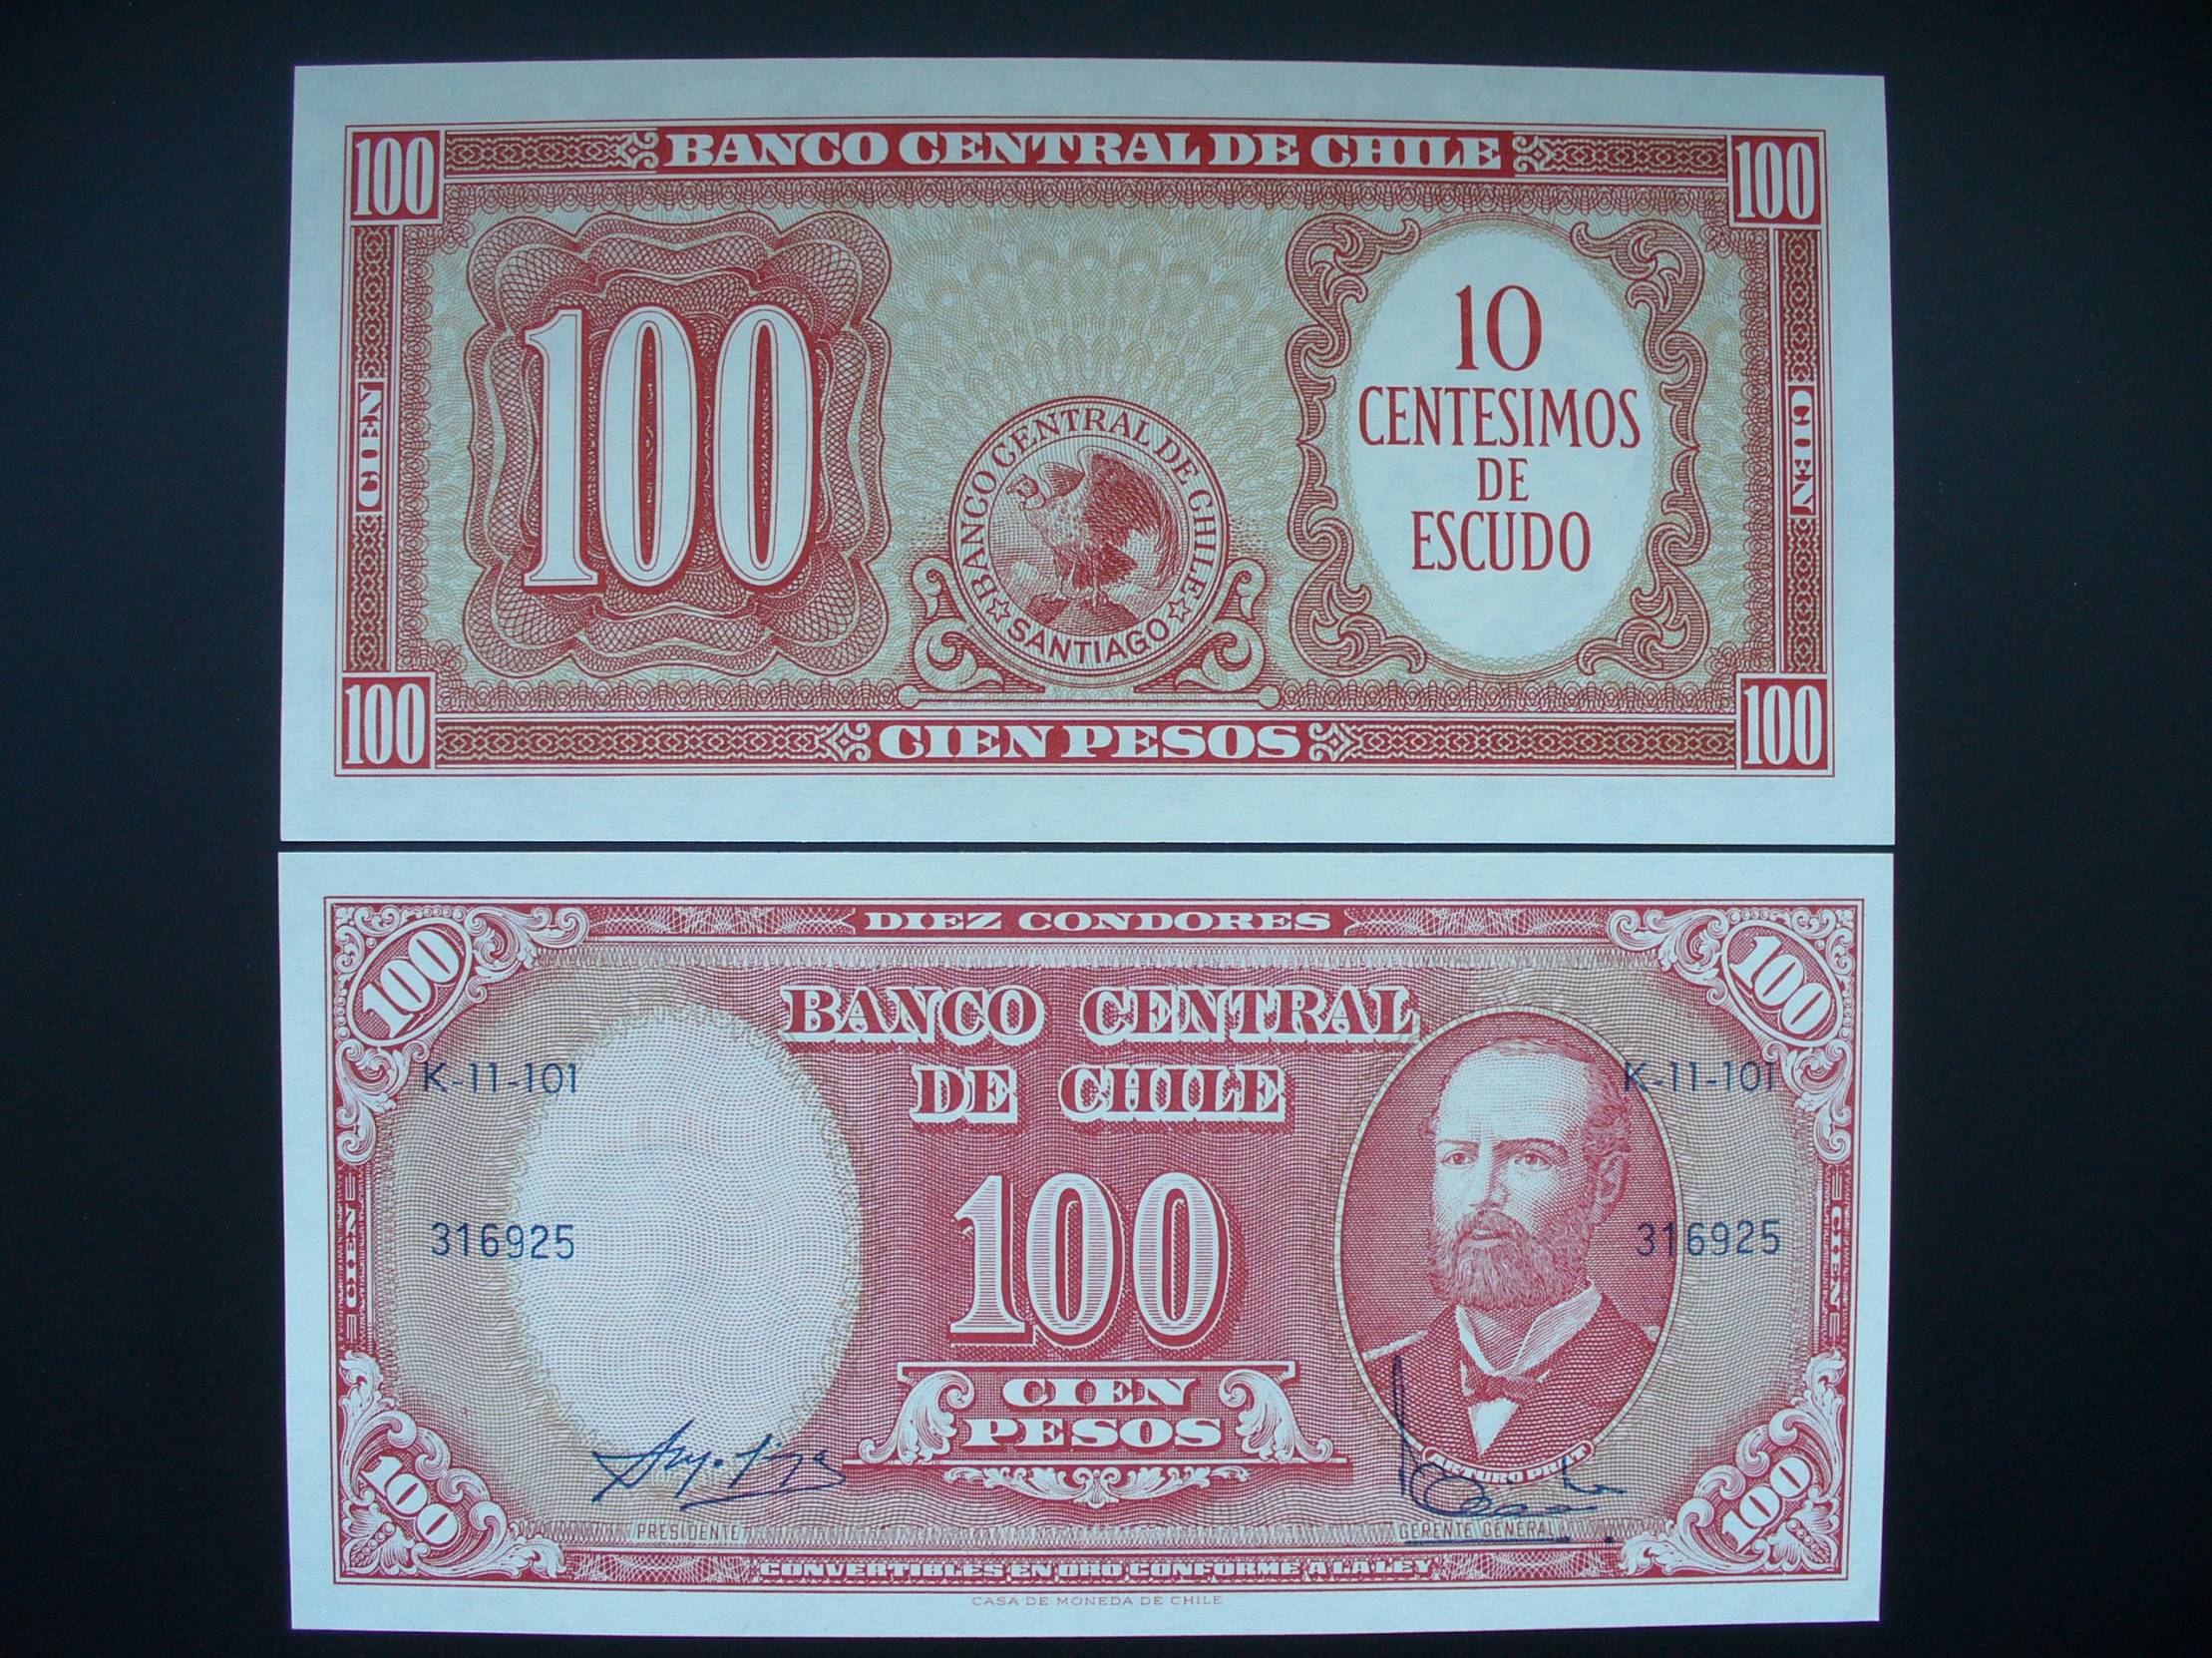 100 BANCO CENTRAL DE CHILE 100
100
10
CENTESIMOS
DE
ESCUDO
CIEN
CIEN
BANCO CENTRAL DE CHILE
SANTIAGO
100 CIEN PESOS 100
DIEZ CONDORES
100
100
BANCO CENTRAL
DE CHILE
K-11-101
K-11-101
100
316925
316925
CIEN
CIEN
CIEN
PESOS
ARTURO PRAT
100
100
PRESIDENTE
GERENTE GENERAL
CONVERTIBLES EN ORO CONFORME A LA LEY
CASA DE MONEDA DE CHILE